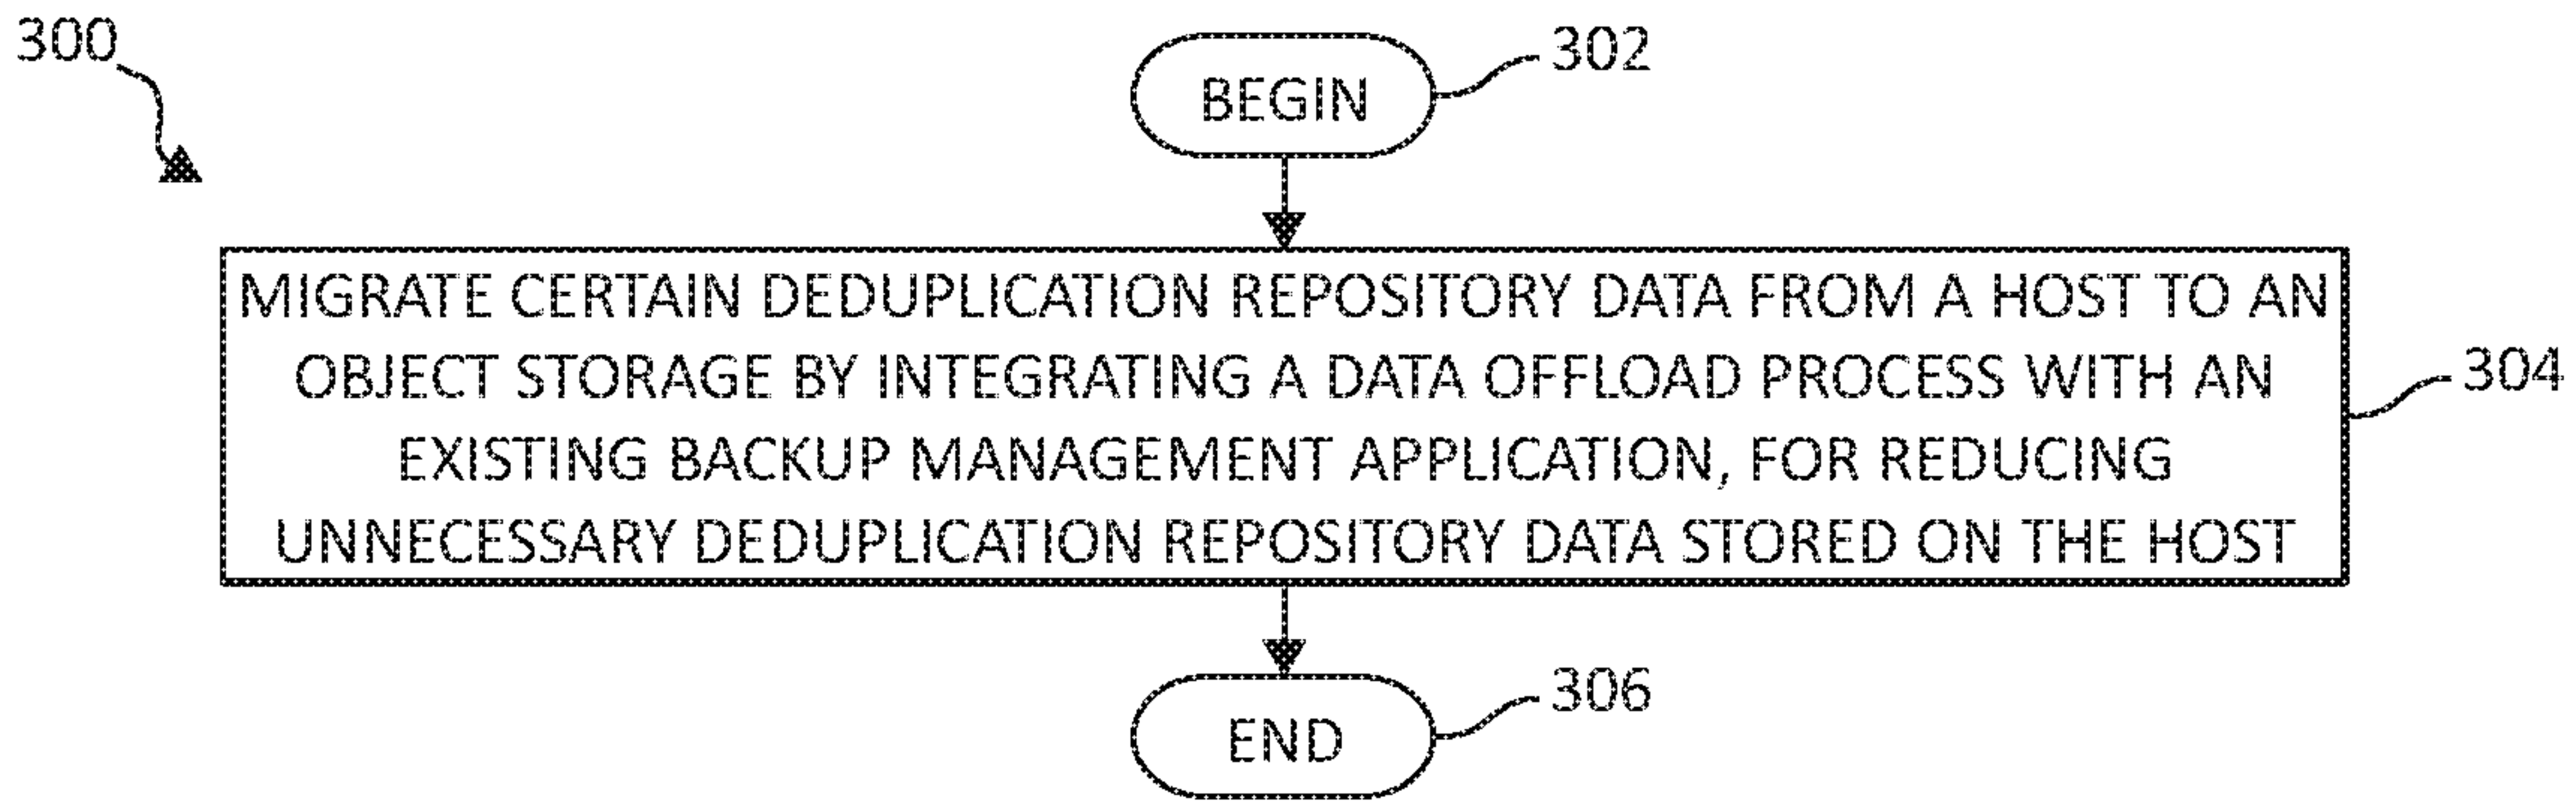 300
BEGIN
302
MIGRATE CERTAIN DEDUPLICATION REPOSITORY DATA FROM A HOST TO AN
OBJECT STORAGE BY INTEGRATING A DATA OFFLOAD PROCESS WITH AN
EXISTING BACKUP MANAGEMENT APPLICATION, FOR REDUCING
UNNECESSARY DEDUPLICATION REPOSITORY DATA STORED ON THE HOST
304
END
306